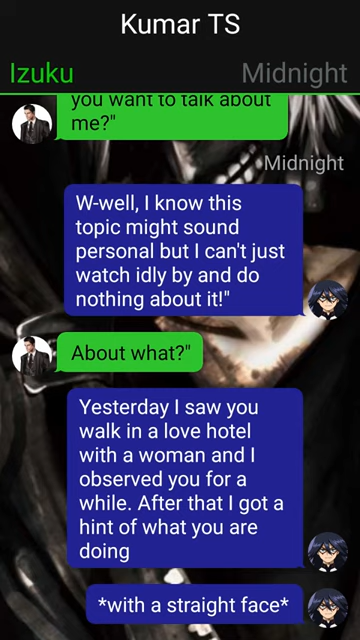 Kumar TS
Izuku Midnight
you want to talk about
me?"
Midnight
W-well, I know this
topic might sound
personal but I can't just
watch idly by and do
nothing about it!"
About what?"
Yesterday I saw you
walk in a love hotel
with a woman and I
observed you for a
while. After that I got a
hint of what you are
doing
*with a straight face*